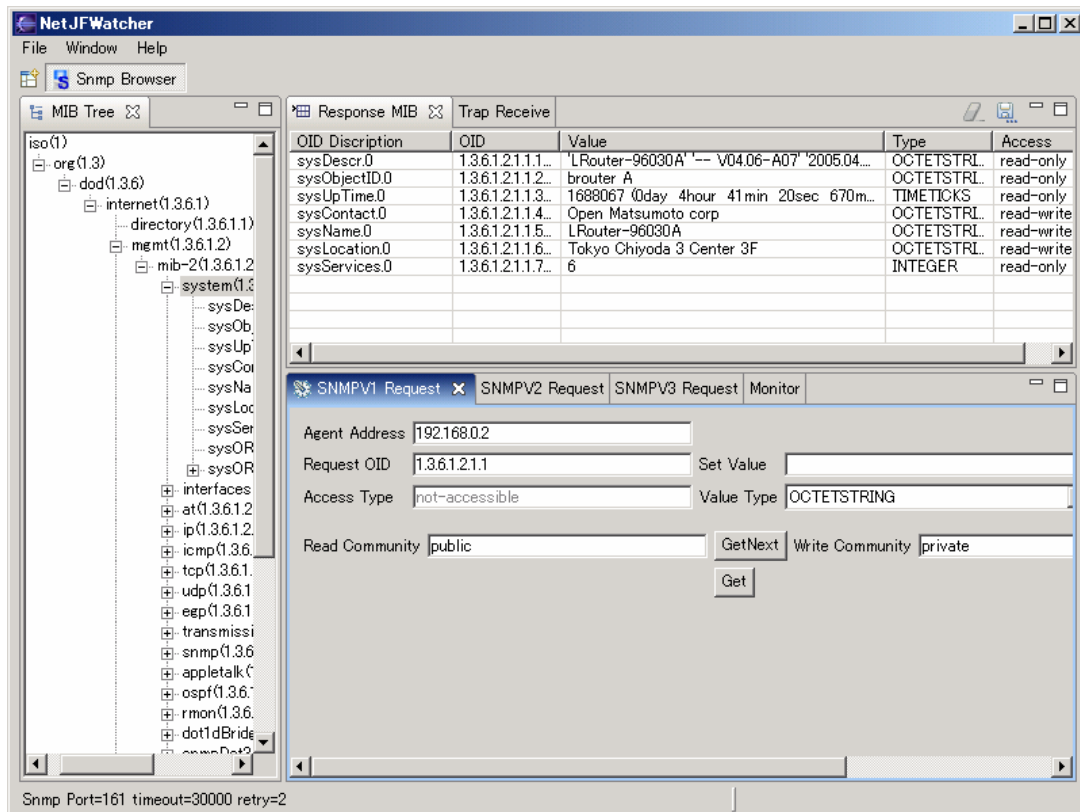 NetJFWatcher
File Window Help
Snmp Browser
MIB Tree
iso(1)
org(1.3)
dod(1.3.6)
internet(1.3.6.1)
directory(1.3.6.1.1)
mgmt(1.3.6.1.2)
mib-2(1.3.6.1.2
system(1.3
sysDe
sysOb
sysUp
sysCor
sysNa
sysLoc
sysSer
sysOR
sysOR
interfaces
at(1.3.6.1.2
ip(1.3.6.1.2.
icmp(1.3.6.
tcp(1.3.6.1.
udp(1.3.6.1
egp(1.3.6.1
transmissi
snmp(1.3.6
appletalk(
ospf(1.3.6.
rmon(1.3.6.
dot1dBridg
Response MIB Trap Receive
OID Discription OID Value Type Access
sysDescr.0 1.3.6.1.2.1.1.1... 'LRouter-96030A' '-- V04.06-A07' '2005.04.... OCTETSTRI... read-only
sysObjectID.0 1.3.6.1.2.1.1.2... brouter A OCTETSTRI... read-only
sysUpTime.0 1.3.6.1.2.1.1.3... 1688067 (0day 4hour 41min 20sec 670m... TIMETICKS read-only
sysContact.0 1.3.6.1.2.1.1.4... Open Matsumoto corp OCTETSTRI... read-write
sysName.0 1.3.6.1.2.1.1.5... LRouter-96030A OCTETSTRI... read-write
sysLocation.0 1.3.6.1.2.1.1.6... Tokyo Chiyoda 3 Center 3F OCTETSTRI... read-write
sysServices.0 1.3.6.1.2.1.1.7... 6 INTEGER read-only
SNMPV1 Request SNMPV2 Request SNMPV3 Request Monitor
Agent Address 192.168.0.2
Request OID 1.3.6.1.2.1.1 Set Value
Access Type not-accessible Value Type OCTETSTRING
Read Community public GetNext Write Community private
Get
Snmp Port=161 timeout=30000 retry=2